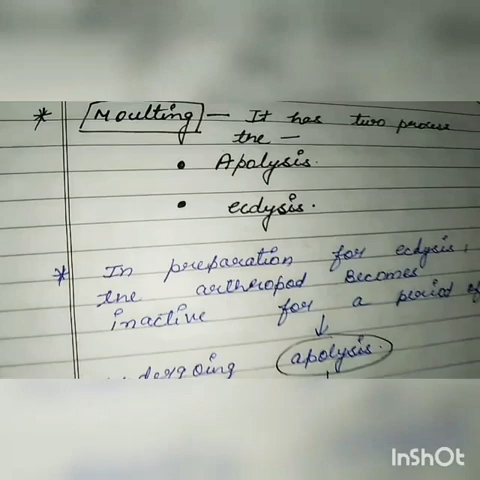 * Moulting - It has two process
the -
• Apolysis.
• ecdysis.
* In preparation for ecdysis,
the arthropod Becomes
inactive for a period of
↓
undergoing apolysis.
InShOt